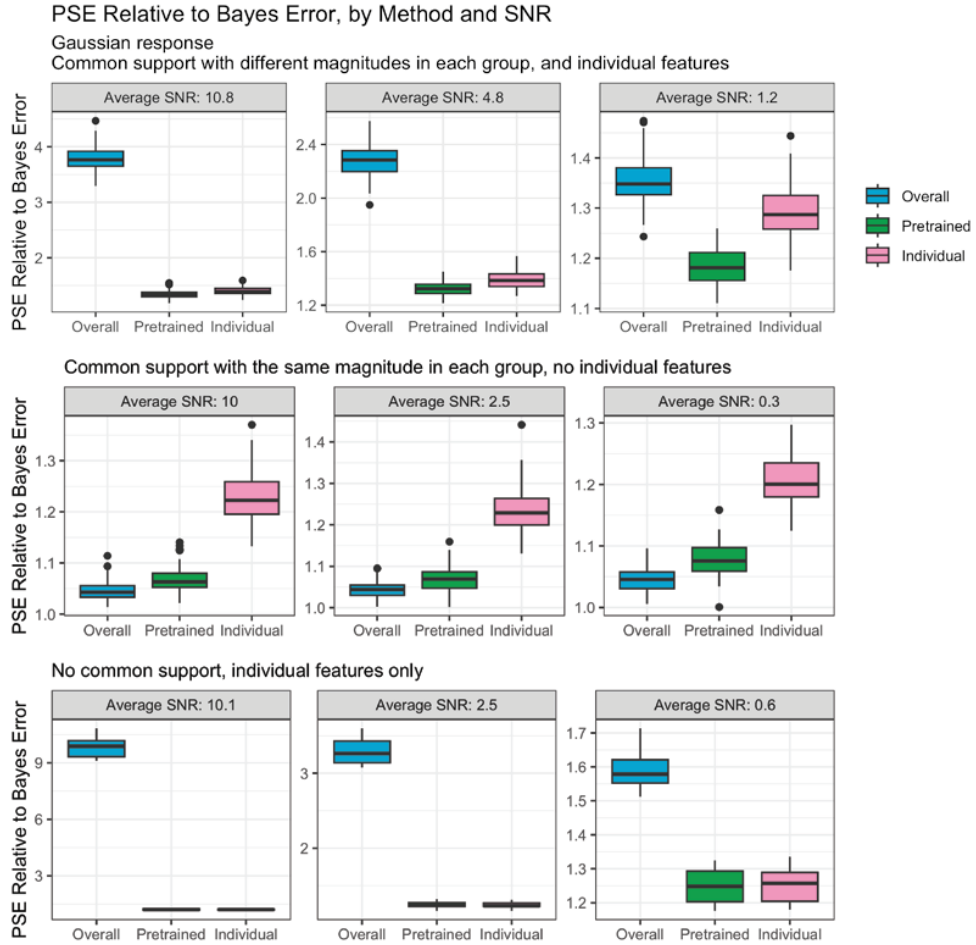 PSE Relative to Bayes Error, by Method and SNR
Gaussian response
Common support with different magnitudes in each group, and individual features
Average SNR: 10.8
Average SNR: 4.8
Average SNR: 1.2
PSE Relative to Bayes Error
4
3
2
2.4
2.0
1.6
1.2
1.4
1.3
1.2
1.1
Overall
Pretrained
Individual
Overall
Pretrained
Individual
Overall
Pretrained
Individual
Overall
Pretrained
Individual
Common support with the same magnitude in each group, no individual features
Average SNR: 10
Average SNR: 2.5
Average SNR: 0.3
PSE Relative to Bayes Error
1.3
1.2
1.1
1.0
1.4
1.3
1.2
1.1
1.0
1.3
1.2
1.1
1.0
Overall
Pretrained
Individual
Overall
Pretrained
Individual
Overall
Pretrained
Individual
No common support, individual features only
Average SNR: 10.1
Average SNR: 2.5
Average SNR: 0.6
PSE Relative to Bayes Error
9
6
3
3
2
1.7
1.6
1.5
1.4
1.3
1.2
Overall
Pretrained
Individual
Overall
Pretrained
Individual
Overall
Pretrained
Individual